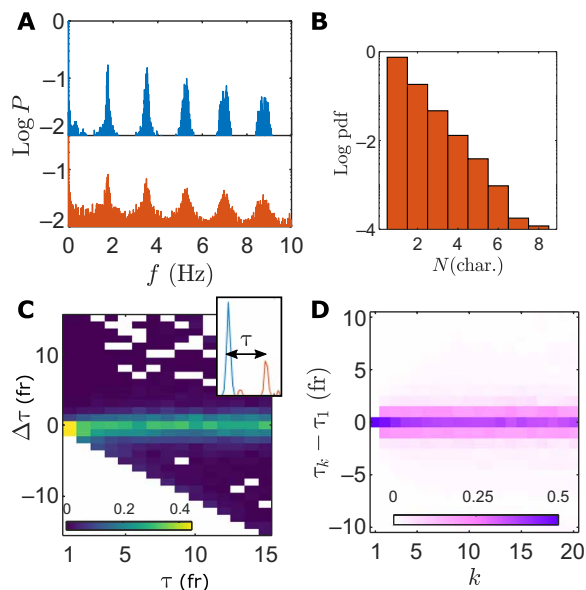 A
0
−1
−2
−1
−2
Log P
0 2 4 6 8 10
f (Hz)
B
0
−2
−4
Log pdf
2 4 6 8
N(char.)
C
τ
10
0
−10
Δτ (fr)
0 0.2 0.4
1 5 10 15
τ (fr)
D
10
5
0
−5
−10
τk − τ1 (fr)
0 0.25 0.5
1 5 10 15 20
k